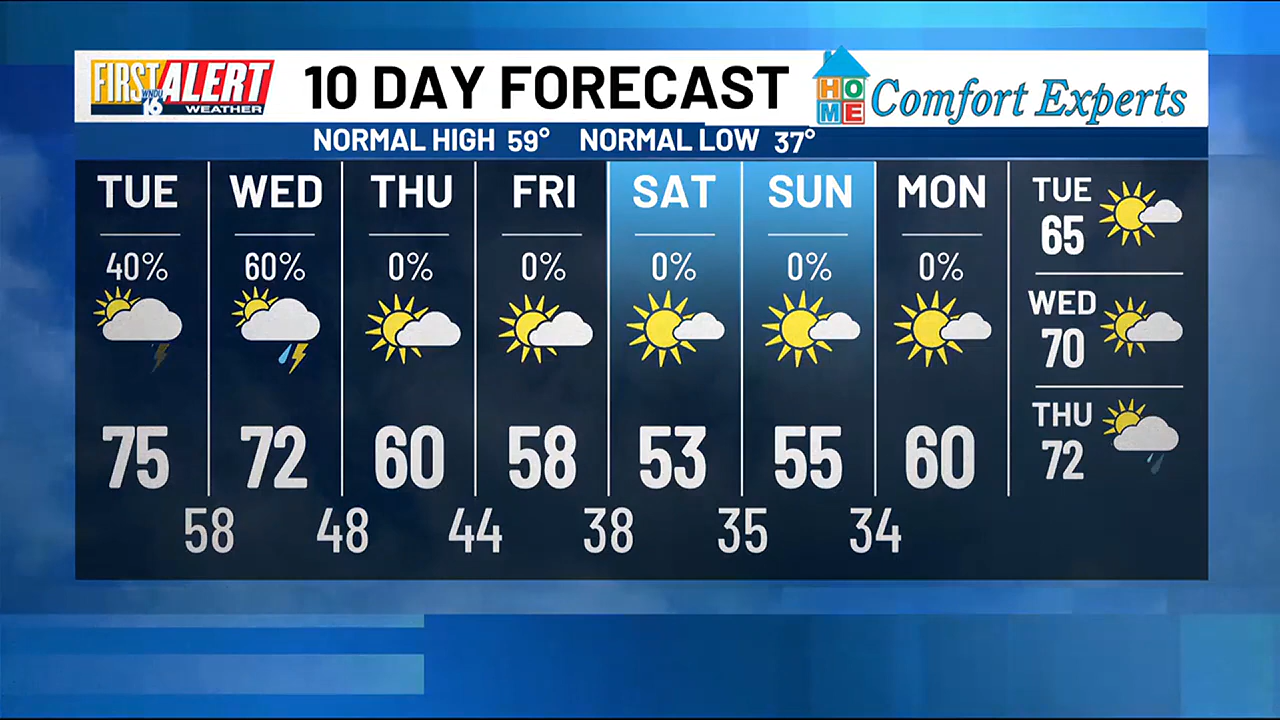 FIRST ALERT
WNDU
16
WEATHER
10 DAY FORECAST
HOME
Comfort Experts
NORMAL HIGH 59° NORMAL LOW 37°
TUE WED THU FRI SAT SUN MON
40% 60% 0% 0% 0% 0% 0%
75 72 60 58 53 55 60
58 48 44 38 35 34
TUE
65
WED
70
THU
72